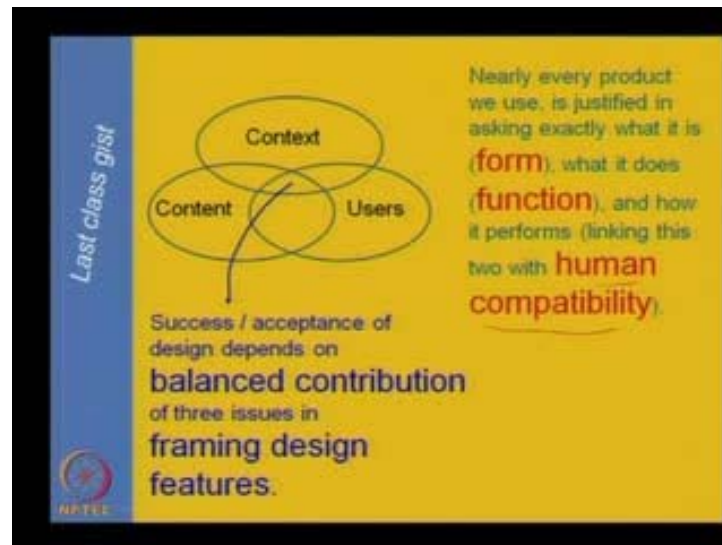 Last class gist
Context
Content
Users
Success / acceptance of
design depends on
balanced contribution
of three issues in
framing design
features.
Nearly every product
we use, is justified in
asking exactly what it is
(form), what it does
(function), and how
it performs (linking this
two with human
compatibility).
NPTEL